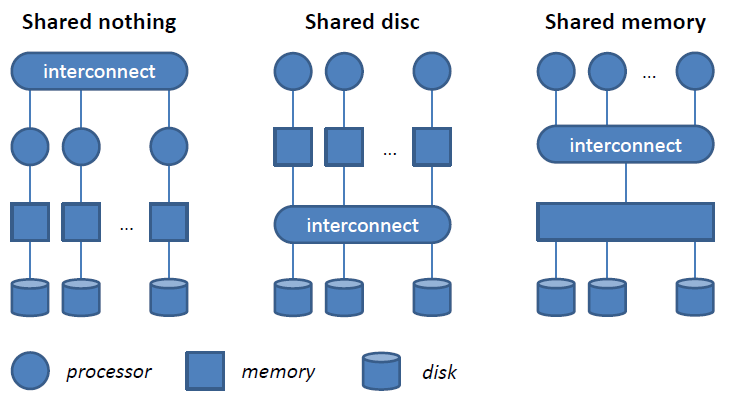 Shared nothing
Shared disc
Shared memory
interconnect
...
interconnect
...
interconnect
...
processor
memory
disk